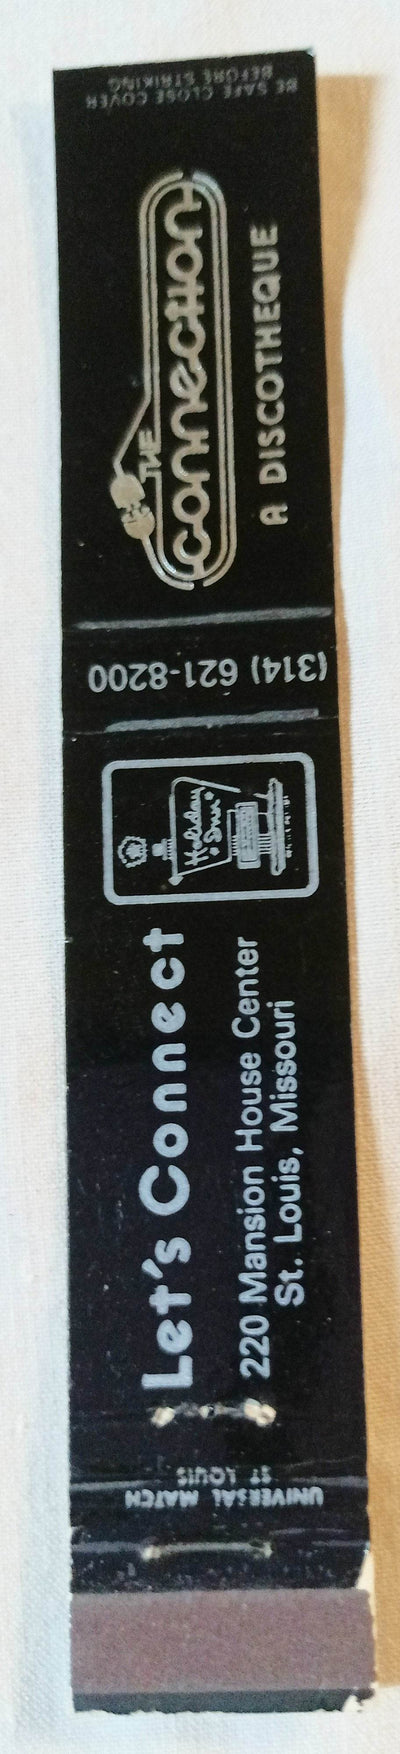 BE SAFE CLOSE COVER
BEFORE STRIKING
THE
connection
A DISCOTHEQUE
(314) 621-8200
Holiday
Inn
Let's Connect
220 Mansion House Center
St. Louis, Missouri
UNIVERSAL MATCH
ST LOUIS